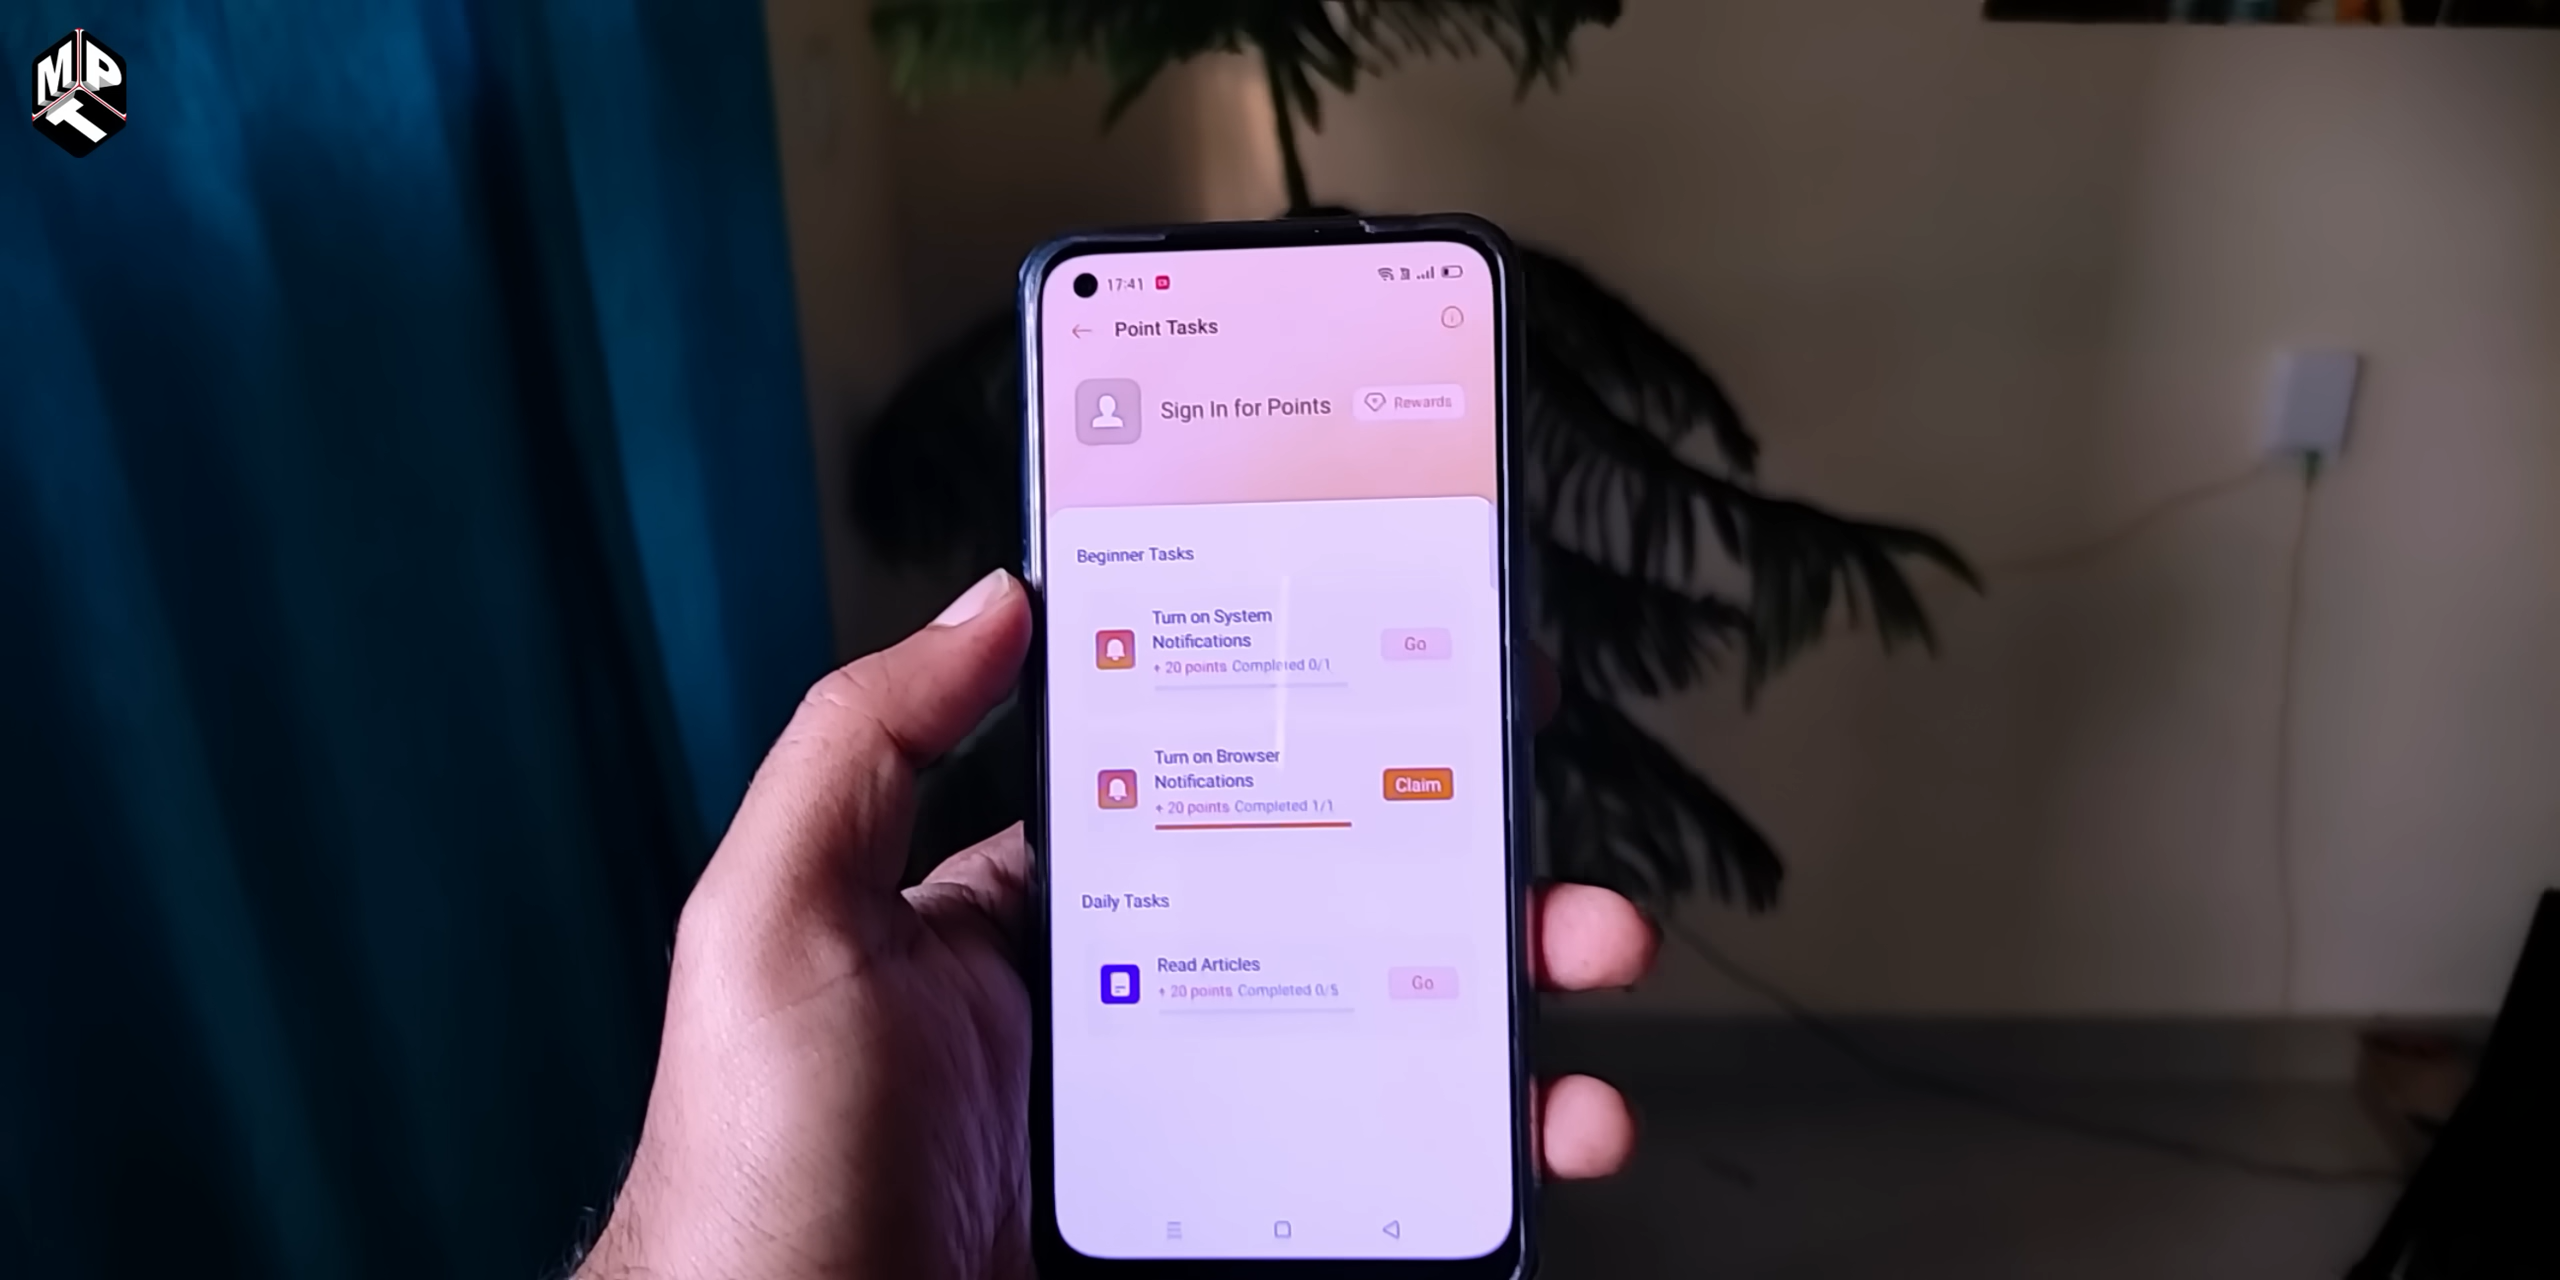 MPT
17:41
Point Tasks
Sign In for Points
Rewards
Beginner Tasks
Turn on System
Notifications
+ 20 points Completed 0/1
Go
Turn on Browser
Notifications
+ 20 points Completed 1/1
Claim
Daily Tasks
Read Articles
+ 20 points Completed 0/5
Go